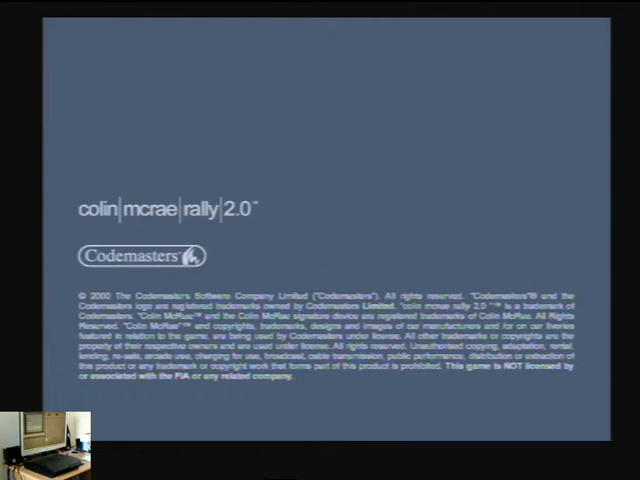 colin|mcrae|rally|2.0™
Codemasters
© 2000 The Codemasters Software Company Limited ("Codemasters"). All rights reserved. "Codemasters"® and the
Codemasters logo are registered trademarks owned by Codemasters Limited. "colin mcrae rally 2.0 "™ is a trademark of
Codemasters. "Colin McRae"™ and the Colin McRae signature device are registered trademarks of Colin McRae. All Rights
Reserved. "Colin McRae"™ and copyrights, trademarks, designs and images of car manufacturers and /or on car liveries
featured in relation to the game, are being used by Codemasters under license. All other trademarks or copyrights are the
property of their respective owners and are used under license. All rights reserved. Unauthorised copying, adaptation, rental,
lending, re-sale, arcade use, charging for use, broadcast, cable transmission, public performance, distribution or extraction of
this product or any trademark or copyright work that forms part of this product is prohibited. This game is NOT licensed by
or associated with the FIA or any related company.